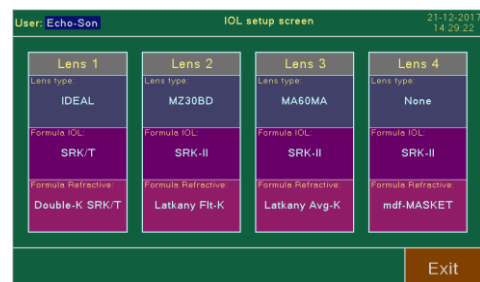 User: Echo-Son
IOL setup screen
21-12-2017
14:29:22
Lens 1
Lens type:
IDEAL
Formula IOL:
SRK/T
Formula Refractive:
Double-K SRK/T
Lens 2
Lens type:
MZ30BD
Formula IOL:
SRK-II
Formula Refractive:
Latkany Flt-K
Lens 3
Lens type:
MA60MA
Formula IOL:
SRK-II
Formula Refractive:
Latkany Avg-K
Lens 4
Lens type:
None
Formula IOL:
SRK-II
Formula Refractive:
mdf-MASKET
Exit